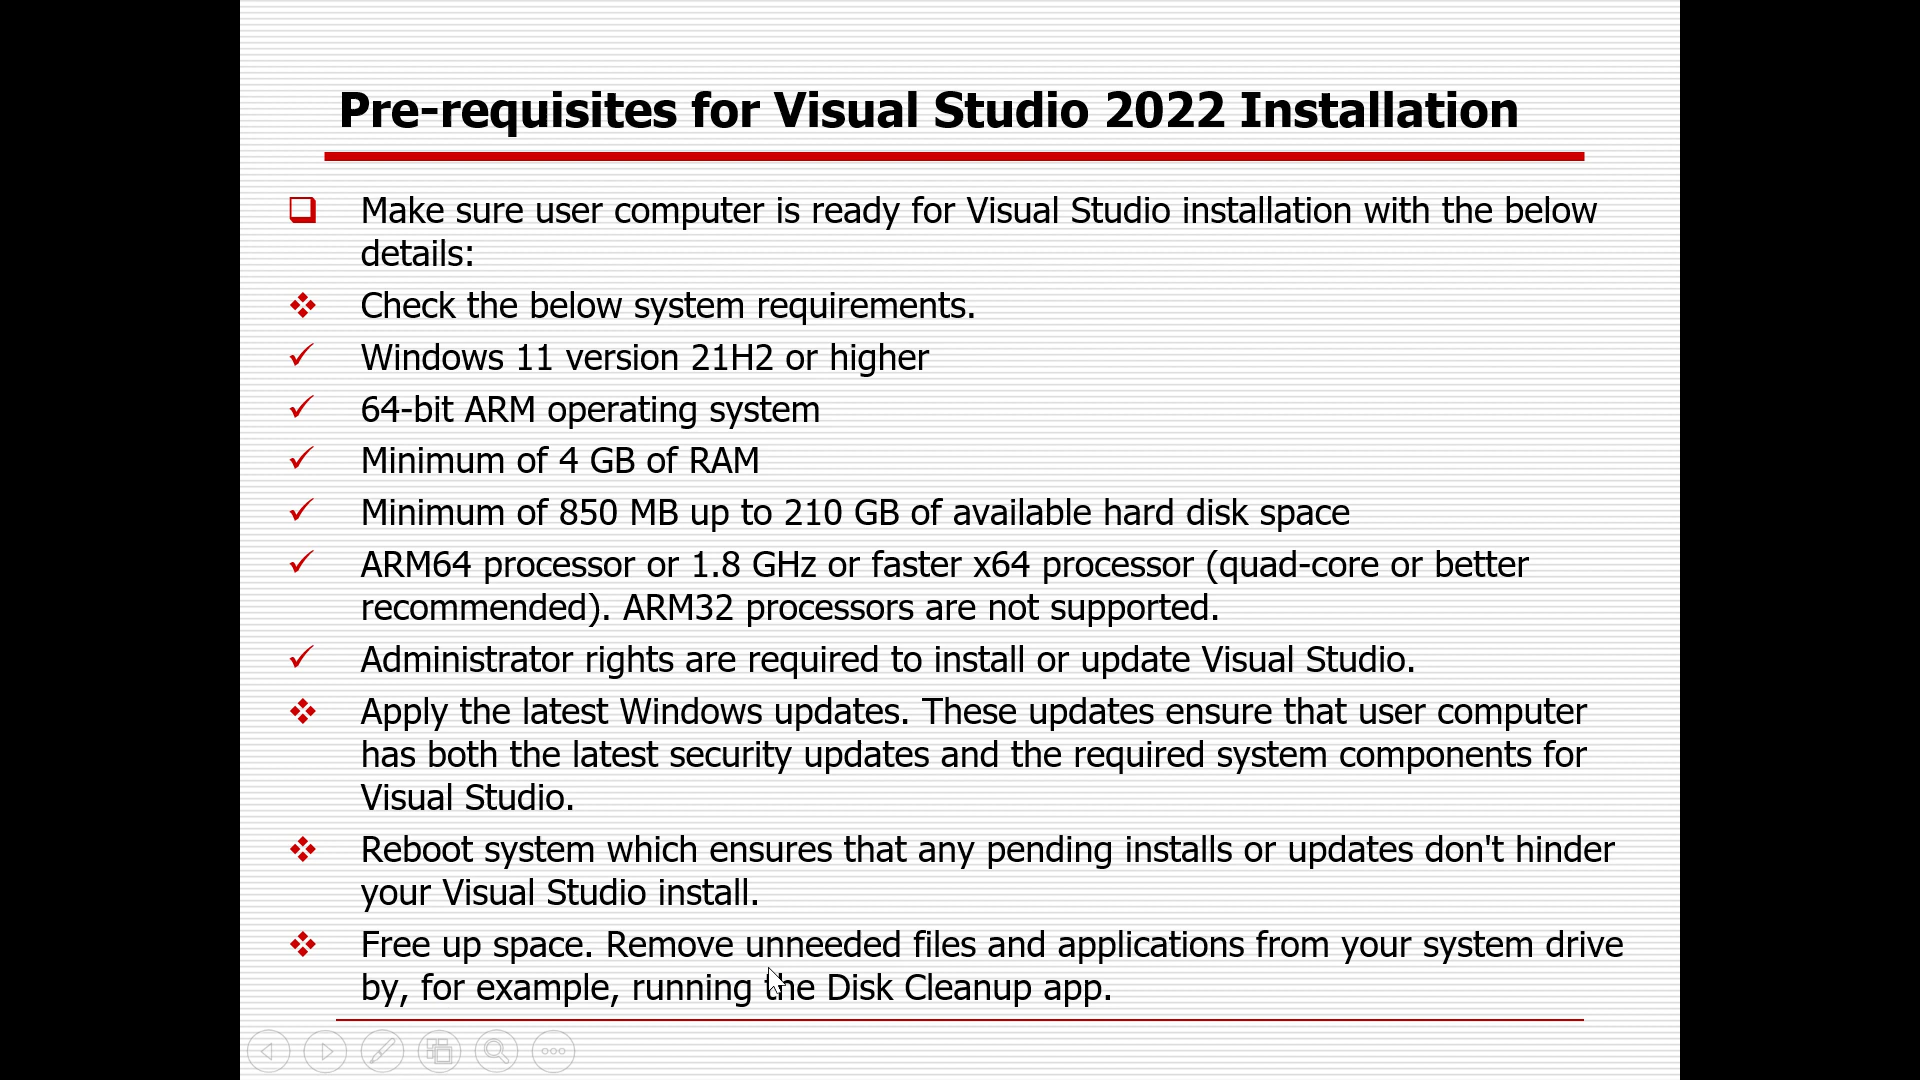 Pre-requisites for Visual Studio 2022 Installation
Make sure user computer is ready for Visual Studio installation with the below
details:
Check the below system requirements.
Windows 11 version 21H2 or higher
64-bit ARM operating system
Minimum of 4 GB of RAM
Minimum of 850 MB up to 210 GB of available hard disk space
ARM64 processor or 1.8 GHz or faster x64 processor (quad-core or better
recommended). ARM32 processors are not supported.
Administrator rights are required to install or update Visual Studio.
Apply the latest Windows updates. These updates ensure that user computer
has both the latest security updates and the required system components for
Visual Studio.
Reboot system which ensures that any pending installs or updates don't hinder
your Visual Studio install.
Free up space. Remove unneeded files and applications from your system drive
by, for example, running the Disk Cleanup app.